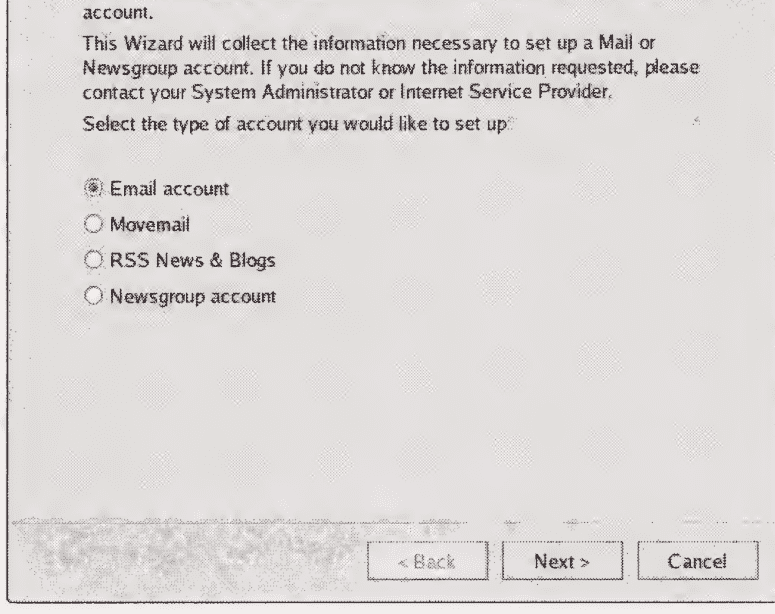 account.
This Wizard will collect the information necessary to set up a Mail or
Newsgroup account. If you do not know the information requested, please
contact your System Administrator or Internet Service Provider.
Select the type of account you would like to set up:
Email account
Movemail
RSS News & Blogs
Newsgroup account
< Back
Next >
Cancel